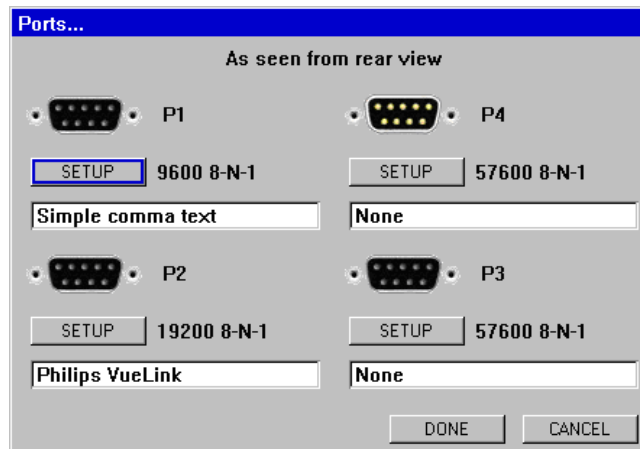 Ports...
As seen from rear view
P1 P4
SETUP 9600 8-N-1 SETUP 57600 8-N-1
Simple comma text None
P2 P3
SETUP 19200 8-N-1 SETUP 57600 8-N-1
Philips VueLink None
DONE CANCEL